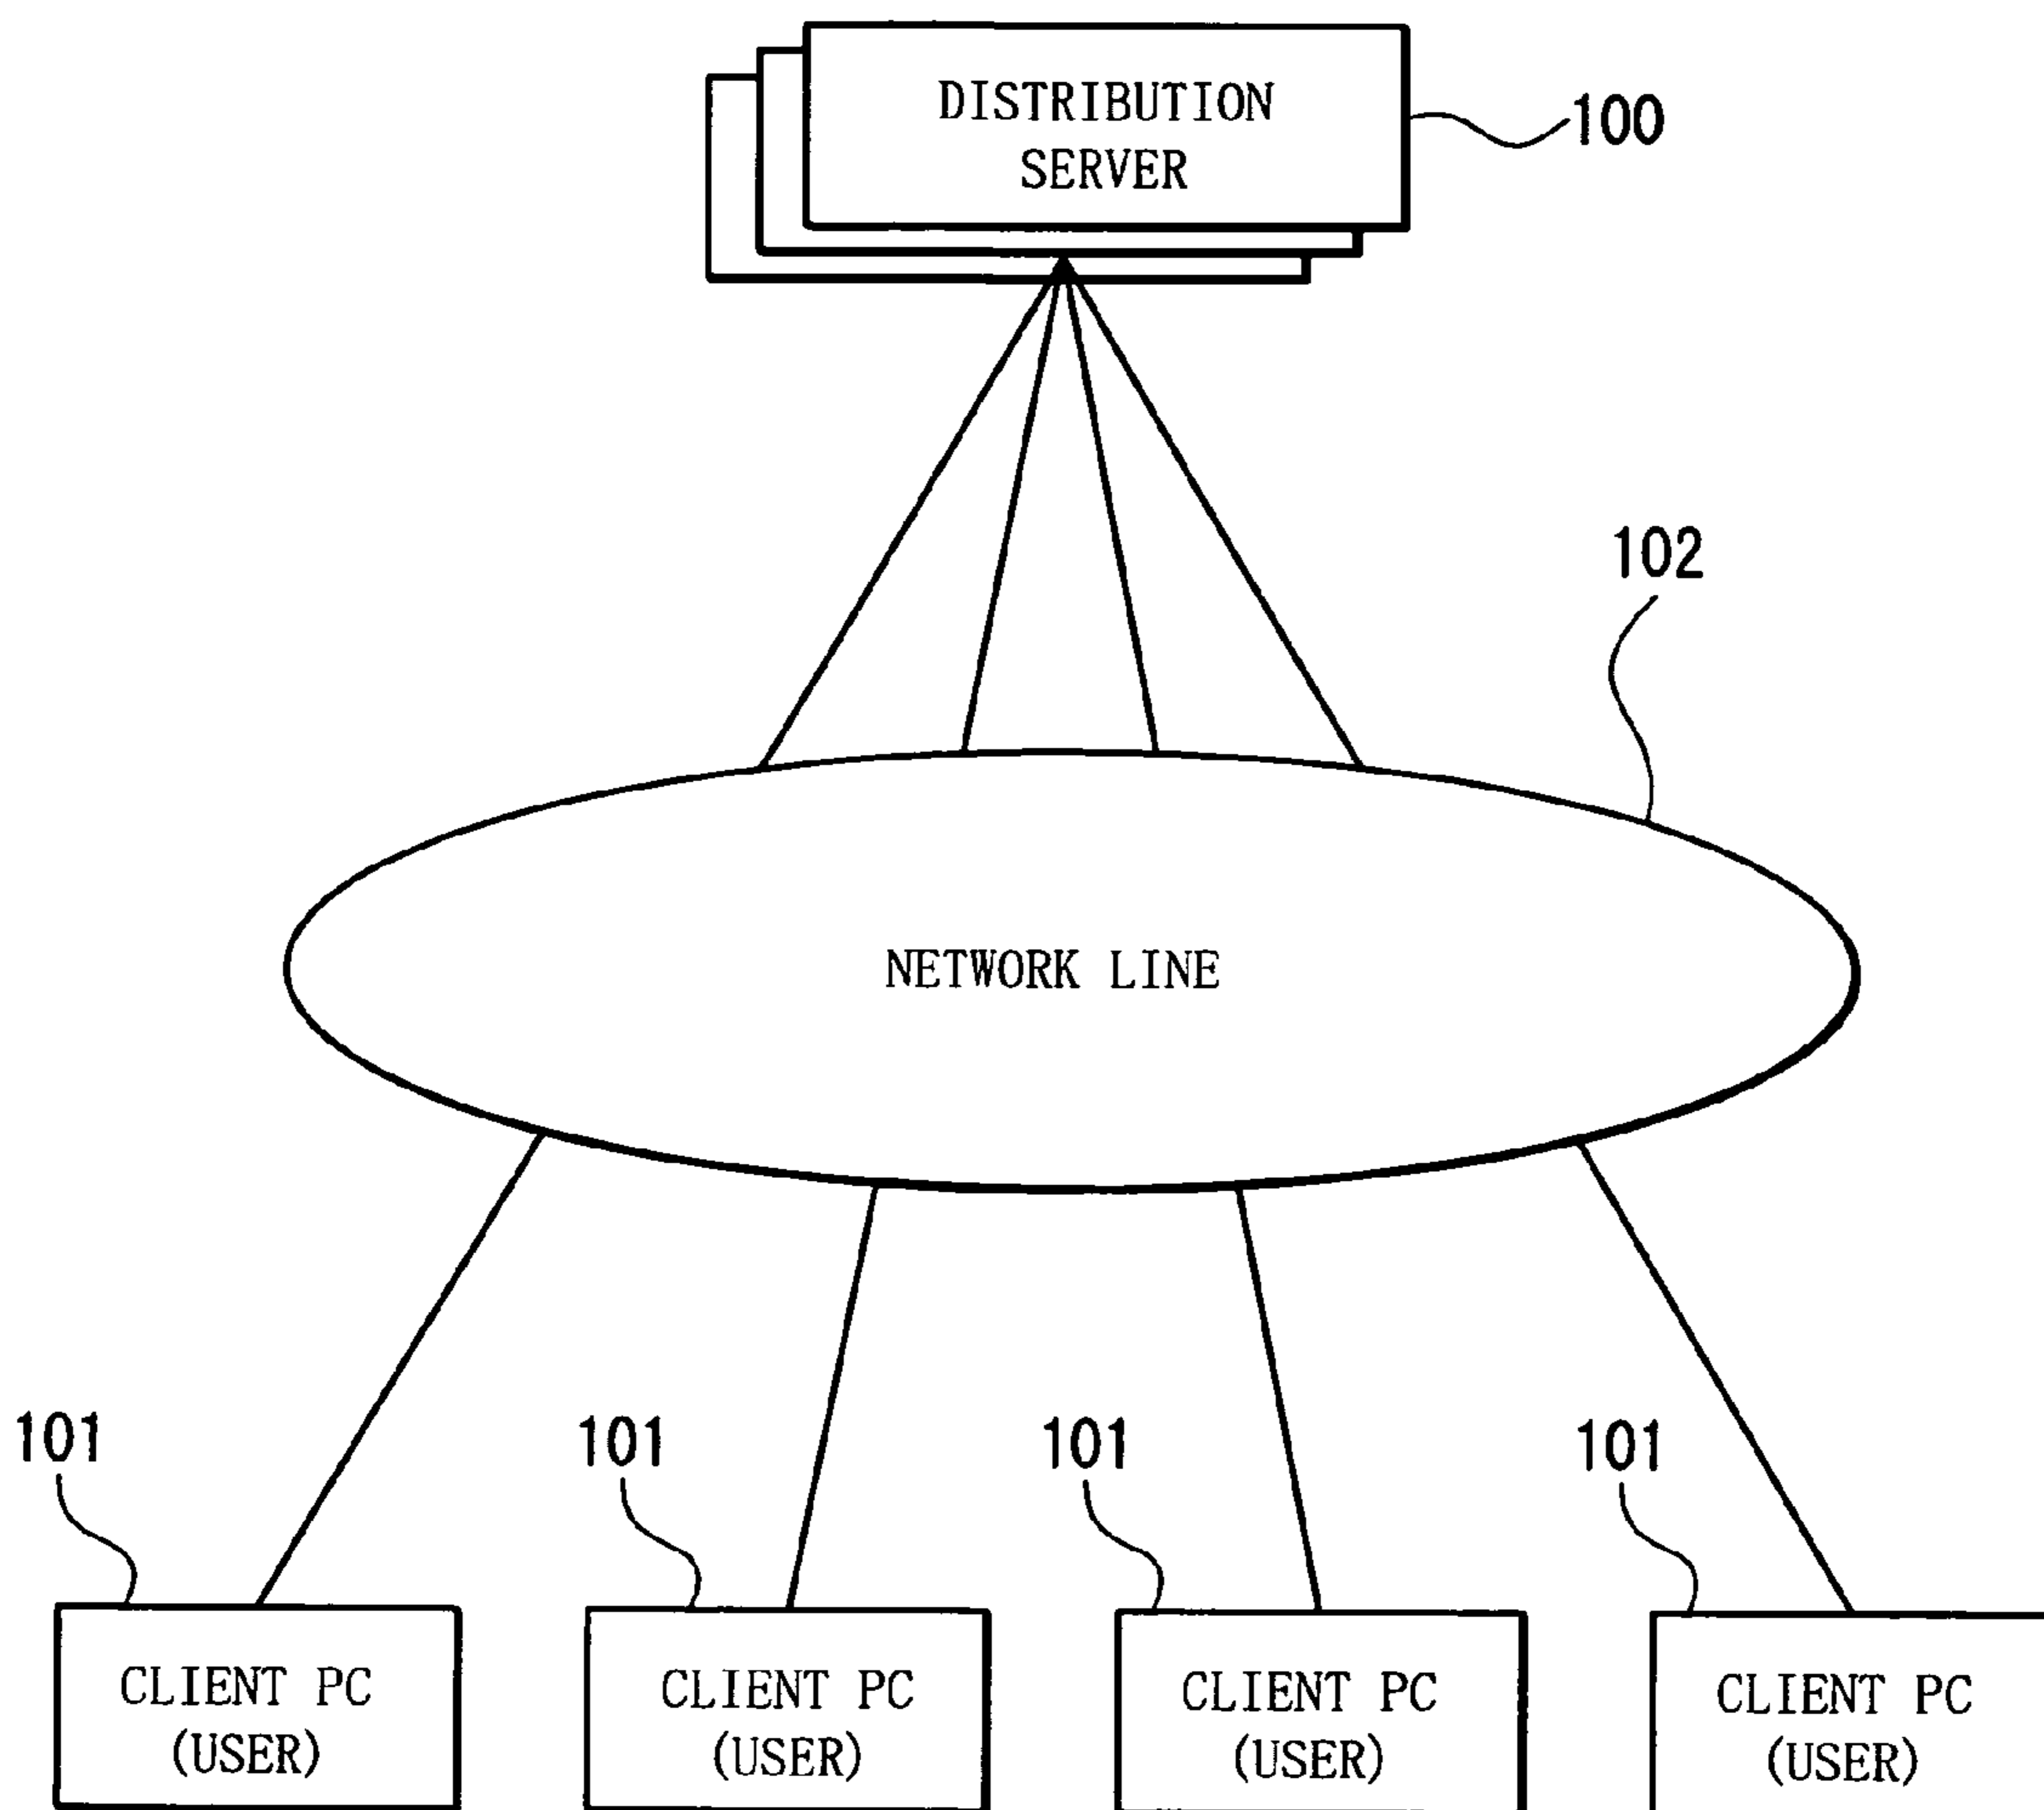 DISTRIBUTION
SERVER
100
102
NETWORK LINE
101
101
101
101
CLIENT PC
(USER)
CLIENT PC
(USER)
CLIENT PC
(USER)
CLIENT PC
(USER)